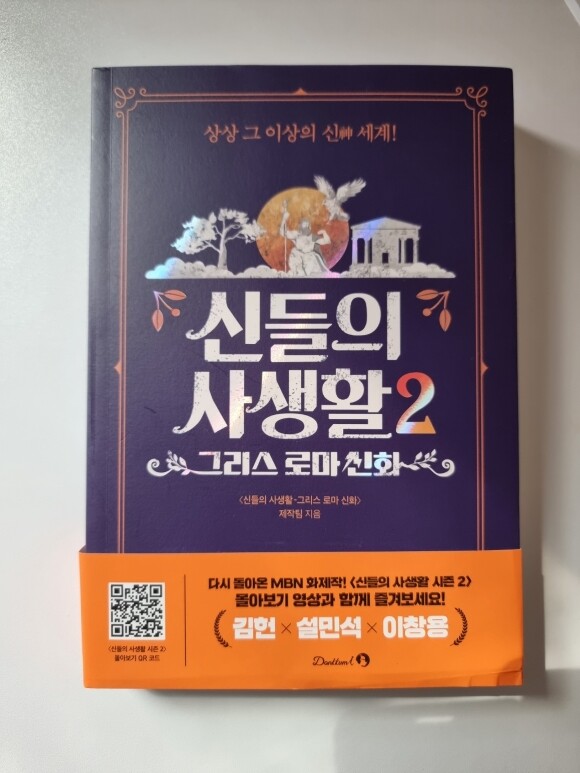 상상 그 이상의 신神 세계!
신들의
사생활 2
그리스 로마 신화
〈신들의 사생활-그리스 로마 신화〉
제작팀 지음
다시 돌아온 MBN 화제작! 〈신들의 사생활 시즌 2〉
몰아보기 영상과 함께 즐겨보세요!
김헌 × 설민석 × 이창용
〈신들의 사생활 시즌 2〉
몰아보기 QR 코드